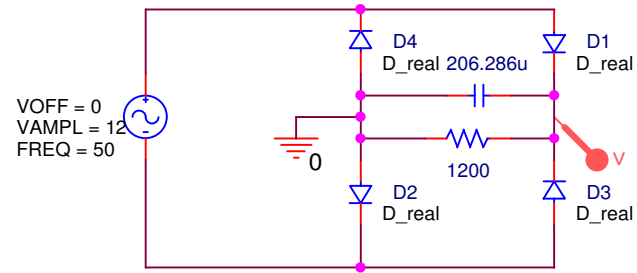 D4
D_real
206.286u
D1
D_real
VOFF = 0
VAMPL = 12
FREQ = 50
+
-
0
V
1200
D2
D_real
D3
D_real